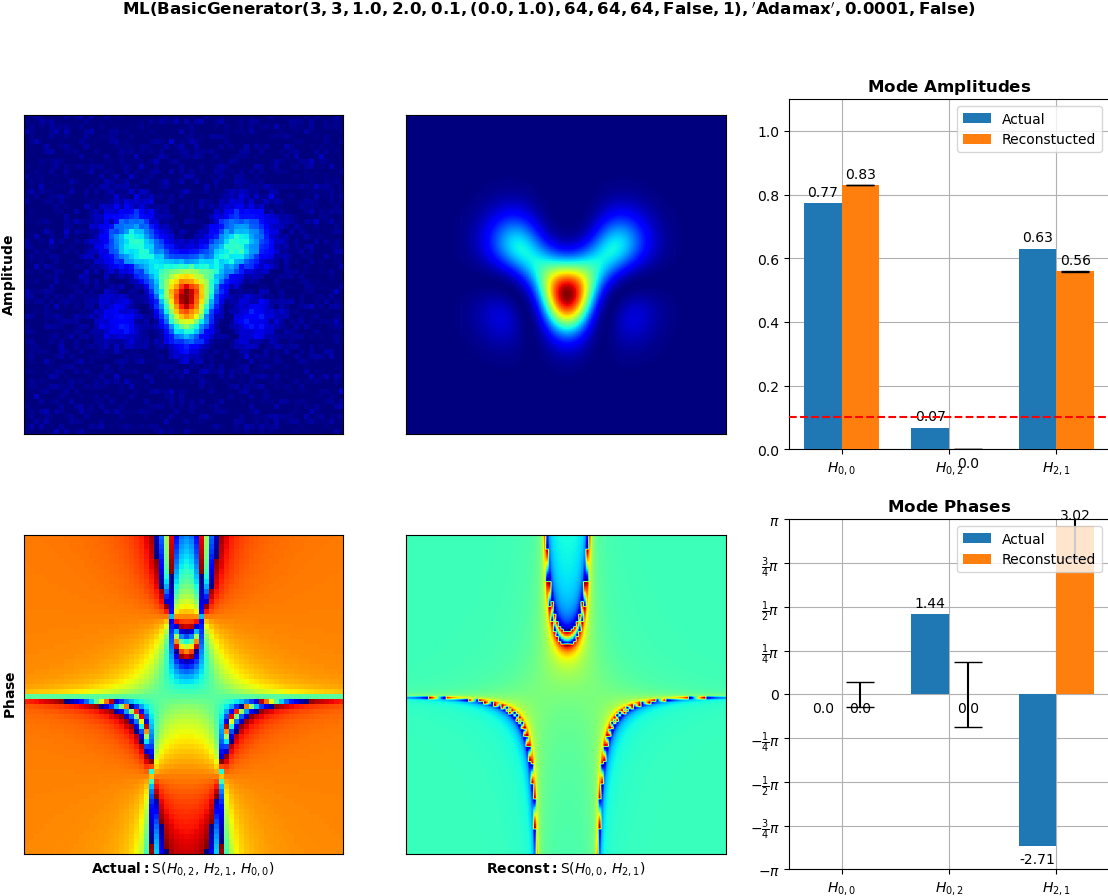 ML(BasicGenerator(3, 3, 1.0, 2.0, 0.1, (0.0, 1.0), 64, 64, 64, False, 1), 'Adamax', 0.0001, False)
Amplitude
Mode Amplitudes
Actual
Reconstucted
1.0
0.8
0.6
0.4
0.2
0.0
0.77
0.83
0.07
0.0
0.63
0.56
H0,0
H0,2
H2,1
Phase
Actual: S(H0,2, H2,1, H0,0)
Reconst: S(H0,0, H2,1)
Mode Phases
Actual
Reconstucted
π
3/4π
1/2π
1/4π
0
−1/4π
−1/2π
−3/4π
−π
0.0
0.0
1.44
0.0
-2.71
3.02
H0,0
H0,2
H2,1